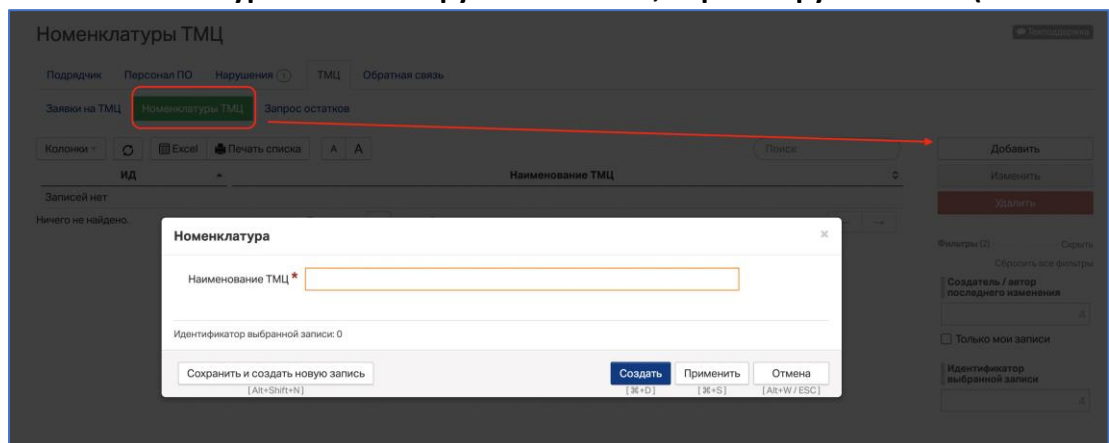 Номенклатуры ТМЦ
Техподдержка
Подрядчик Персонал ПО Нарушения ? ТМЦ Обратная связь
Заявки на ТМЦ Номенклатуры ТМЦ Запрос остатков
Колонки Excel Печать списка A A Поиск
ИД Наименование ТМЦ
Записей нет
Ничего не найдено.
Добавить
Изменить
Удалить
Номенклатура ×
Наименование ТМЦ *
Идентификатор выбранной записи: 0
Сохранить и создать новую запись Создать Применить Отмена
[Alt+Shift+N] [⌘+D] [⌘+S] [Alt+W / ESC]
Фильтры (2) Скрыть
Сбросить все фильтры
Создатель / автор
последнего изменения
Только мои записи
Идентификатор
выбранной записи